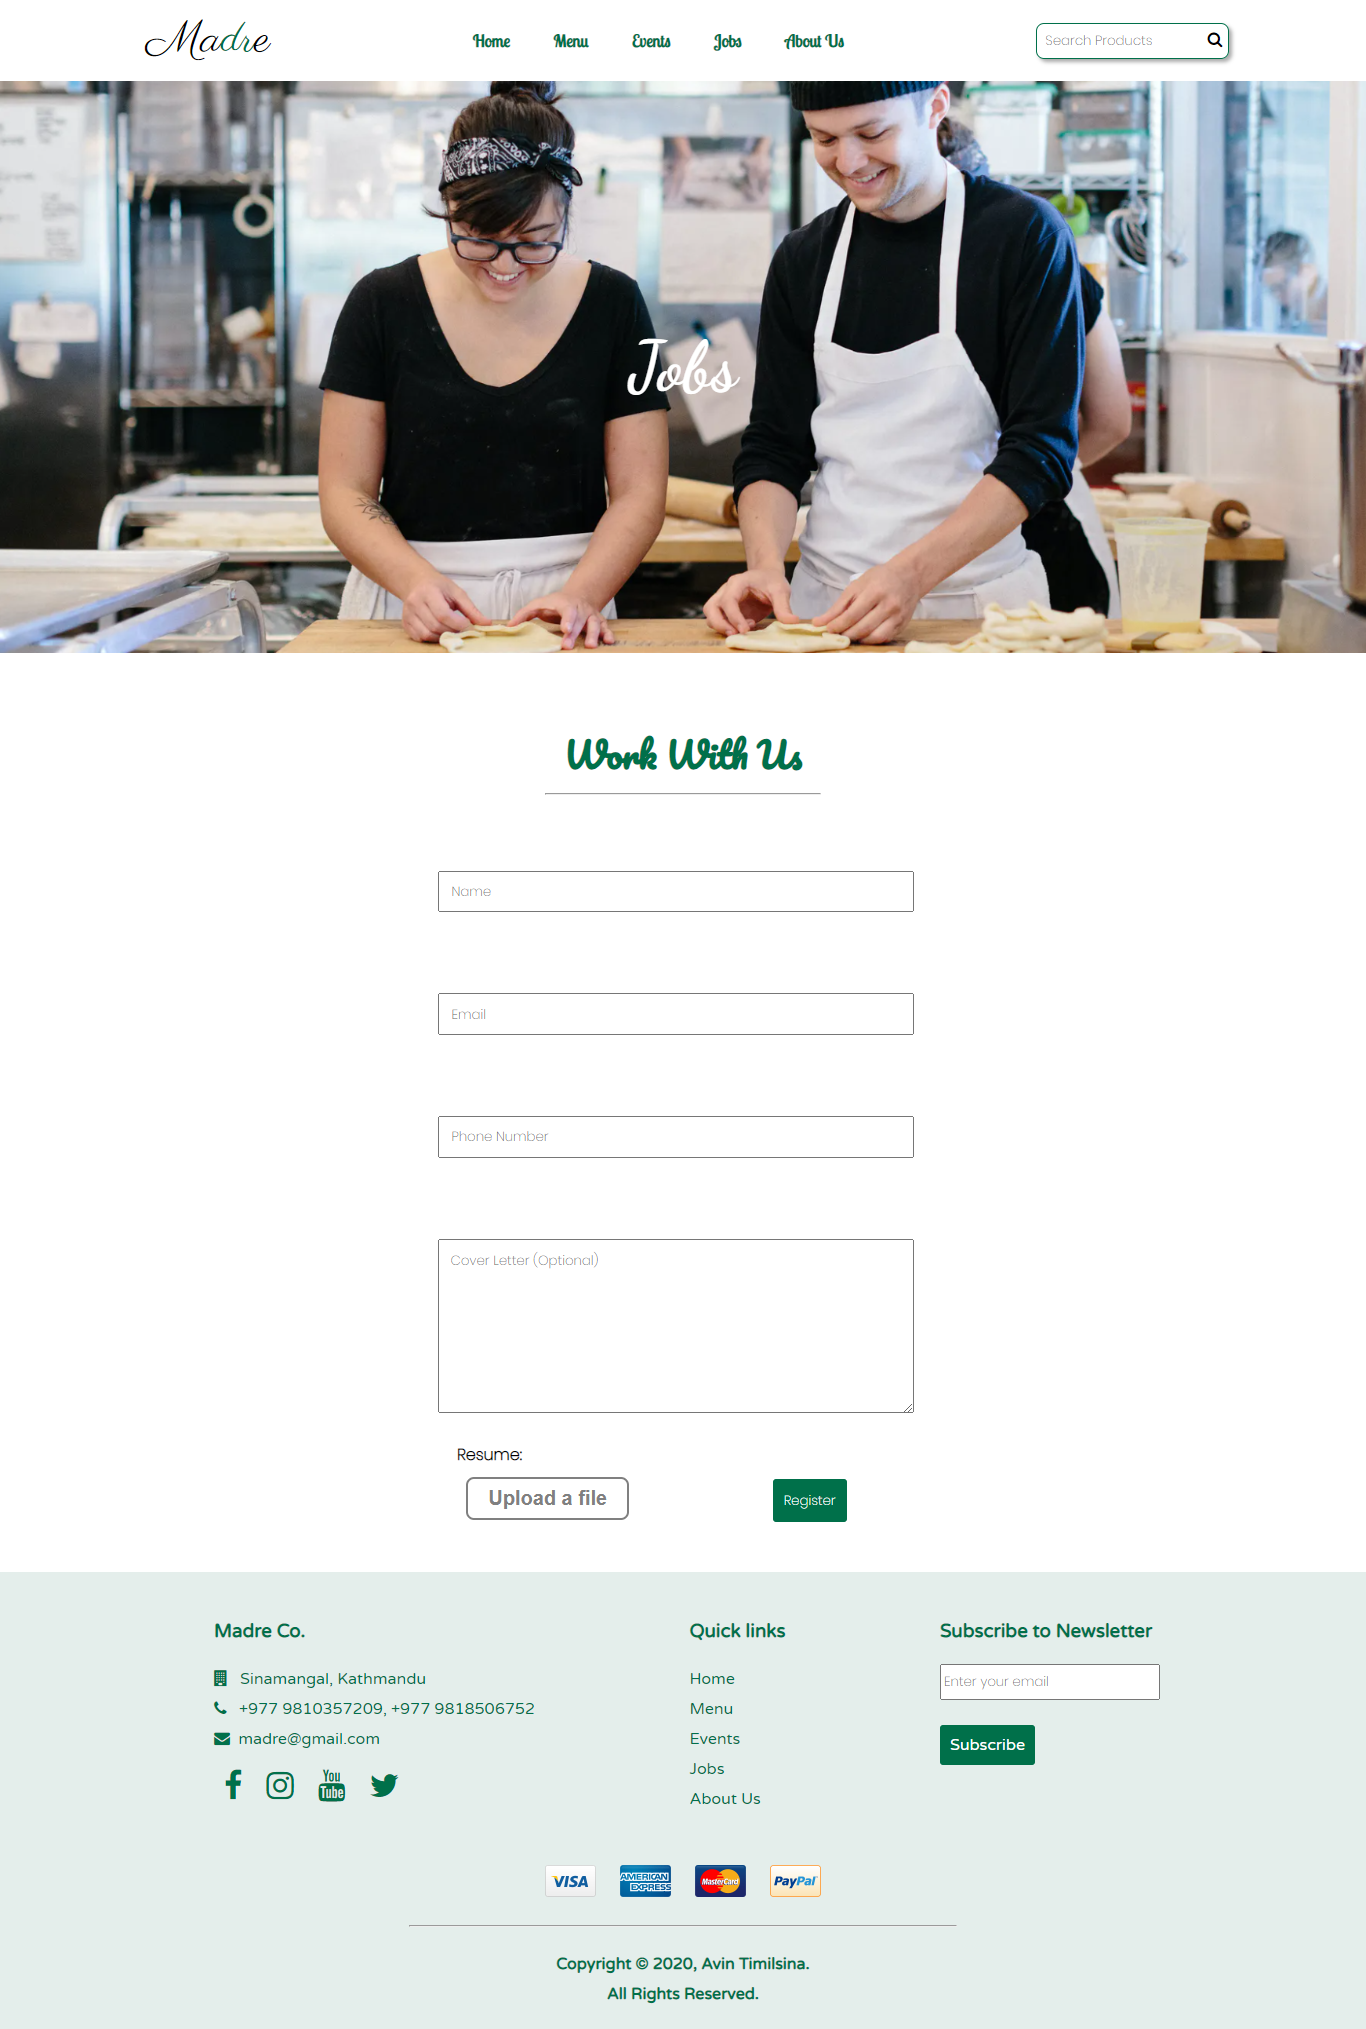 Madre
Home Menu Events Jobs About Us
Search Products
Jobs
Work With Us
Name
Email
Phone Number
Cover Letter (Optional)
Resume:
Upload a file
Register
Madre Co.
Sinamangal, Kathmandu
+977 9810357209, +977 9818506752
madre@gmail.com
You
Tube
Quick links
Home
Menu
Events
Jobs
About Us
Subscribe to Newsletter
Enter your email
Subscribe
VISA
AMERICAN
EXPRESS
MasterCard
PayPal
Copyright © 2020, Avin Timilsina.
All Rights Reserved.